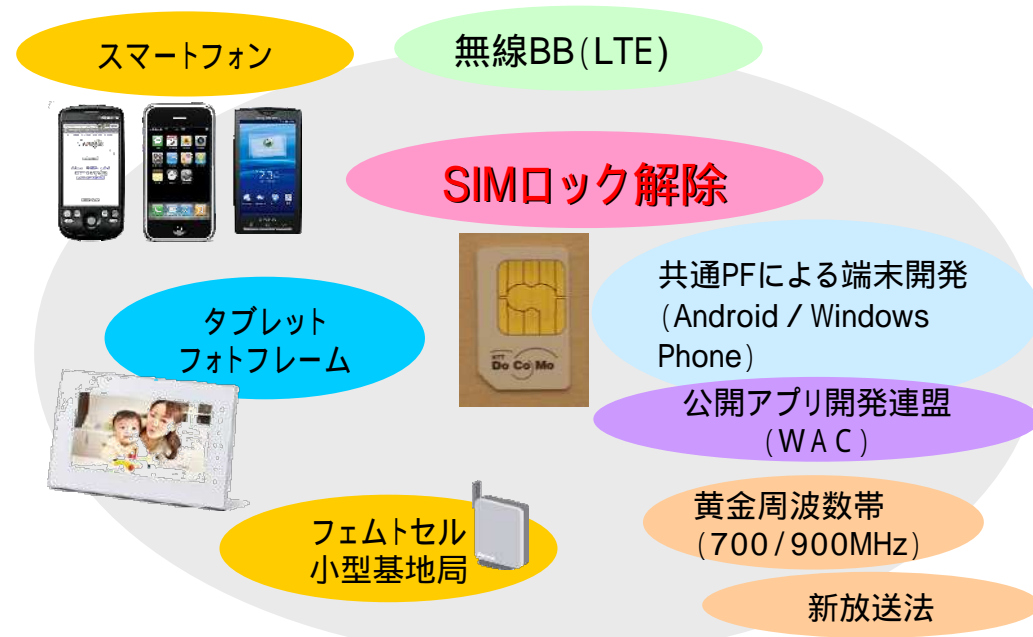 スマートフォン
無線BB(LTE)
SIMロック解除
共通PFによる端末開発
(Android / Windows
Phone)
タブレット
フォトフレーム
NTT
Do Co Mo
公開アプリ開発連盟
(WAC)
黄金周波数帯
(700/900MHz)
フェムトセル
小型基地局
新放送法